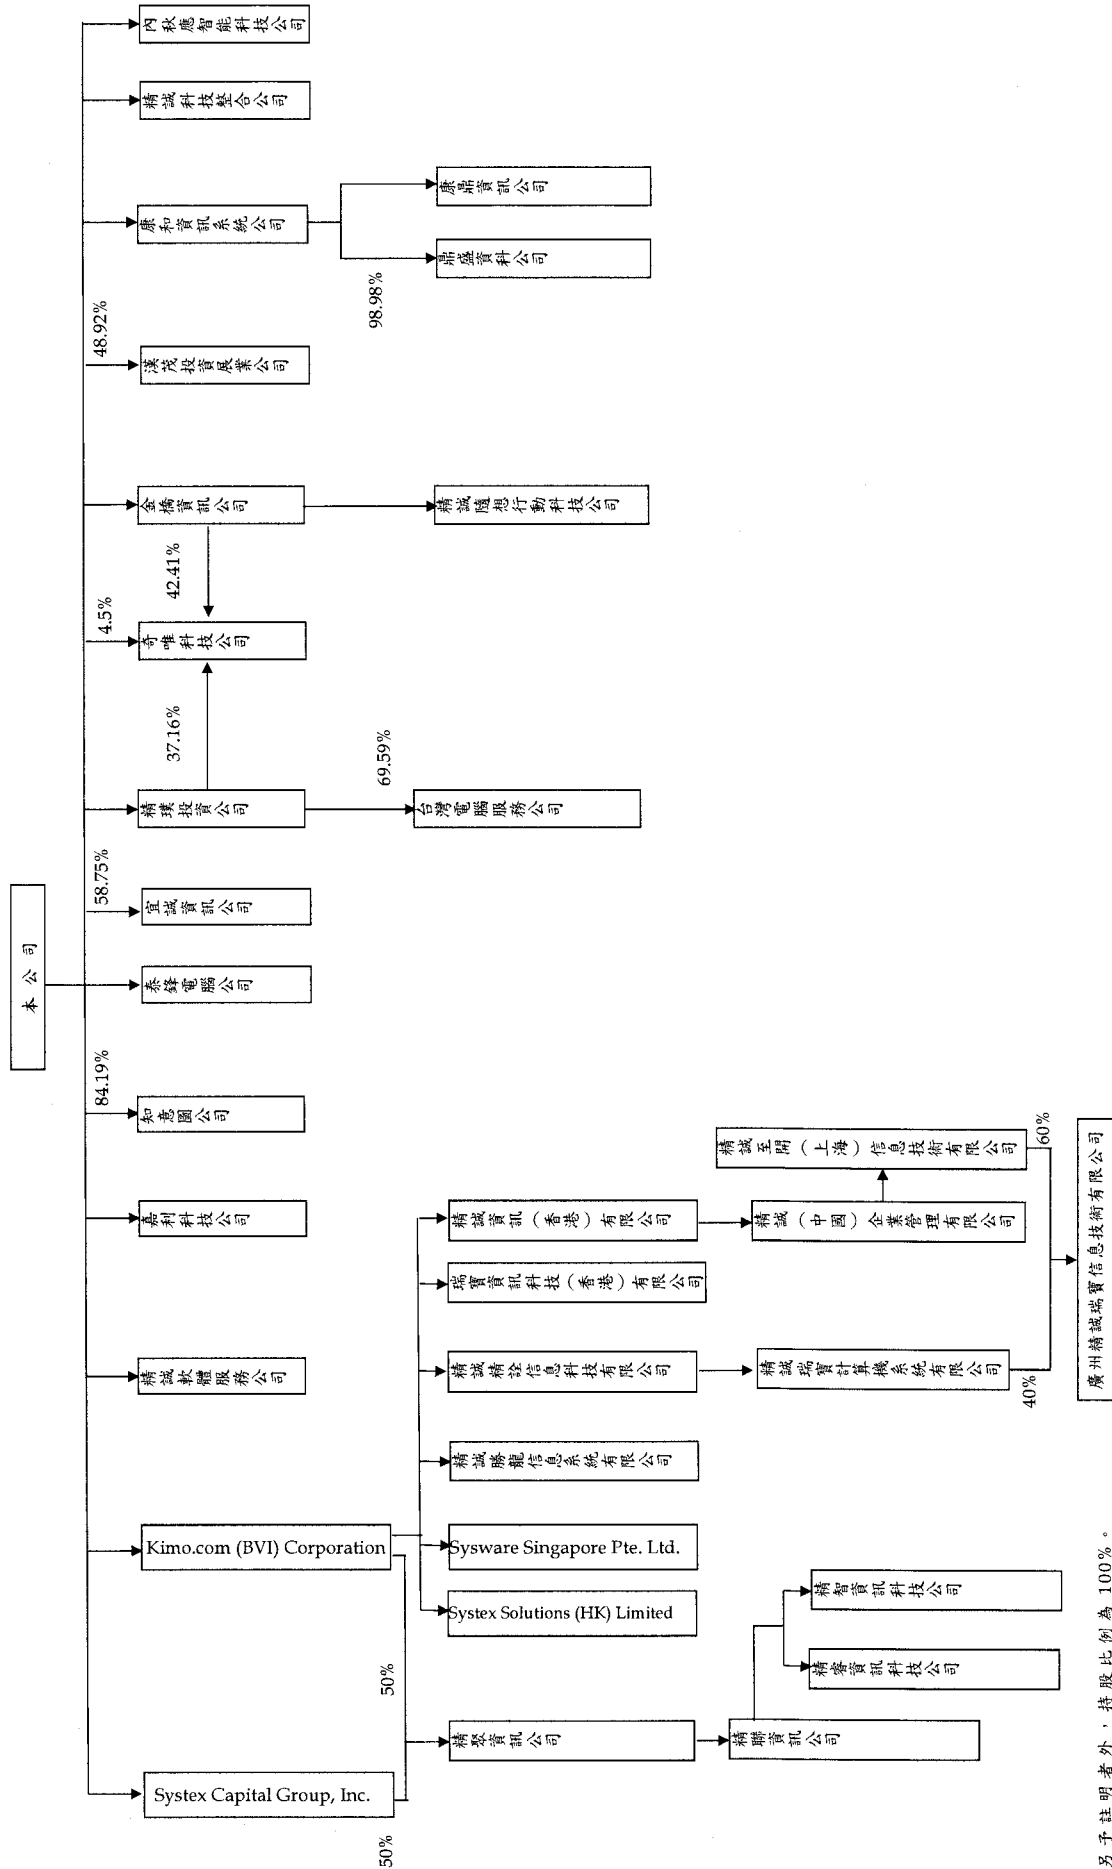 本公司
50%
84.19%
58.75%
4.5%
48.92%
Systex Capital Group, Inc.
Kimo.com (BVI) Corporation
精誠軟體服務公司
嘉利科技公司
知意圖公司
泰鋒電腦公司
宜誠資訊公司
精璞投資公司
奇唯科技公司
金橋資訊公司
漢茂投資展業公司
康和資訊系統公司
精誠科技整合公司
內秋應智能科技公司
37.16%
42.41%
50%
69.59%
98.98%
精聚資訊公司
Systex Solutions (HK) Limited
Sysware Singapore Pte. Ltd.
精誠勝龍信息系統有限公司
精誠精詮信息科技有限公司
瑞寶資訊科技(香港)有限公司
精誠資訊(香港)有限公司
台灣電腦服務公司
精誠隨想行動科技公司
鼎盛資科公司
康鼎資訊公司
精聯資訊公司
精誠瑞寶計算機系統有限公司
精誠(中國)企業管理有限公司
精睿資訊科技公司
精智資訊科技公司
精誠至開(上海)信息技術有限公司
40%
60%
廣州精誠瑞寶信息技術有限公司
另予註明者外,持股比例為100%。